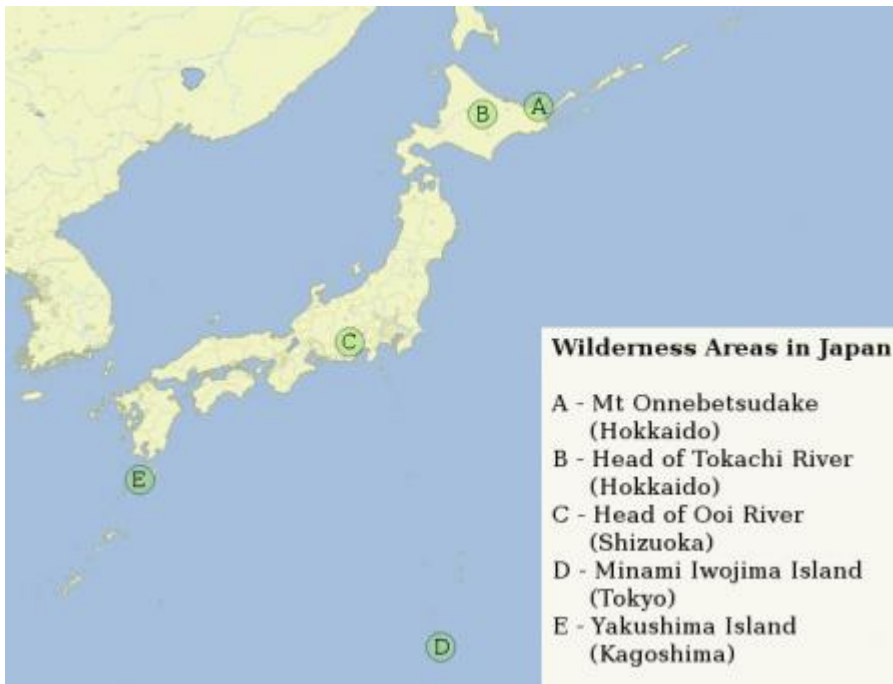 A
B
C
E
D
Wilderness Areas in Japan
A - Mt Onnebetsudake
(Hokkaido)
B - Head of Tokachi River
(Hokkaido)
C - Head of Ooi River
(Shizuoka)
D - Minami Iwojima Island
(Tokyo)
E - Yakushima Island
(Kagoshima)